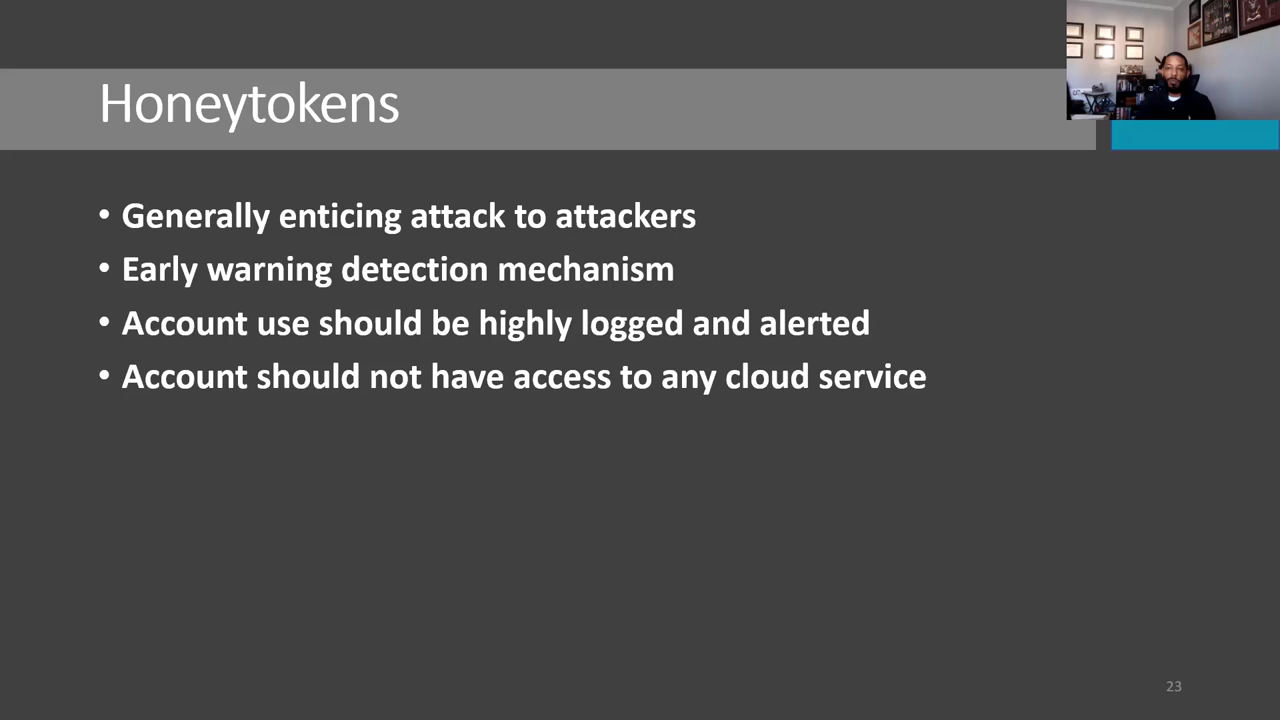 Honeytokens
• Generally enticing attack to attackers
• Early warning detection mechanism
• Account use should be highly logged and alerted
• Account should not have access to any cloud service
23